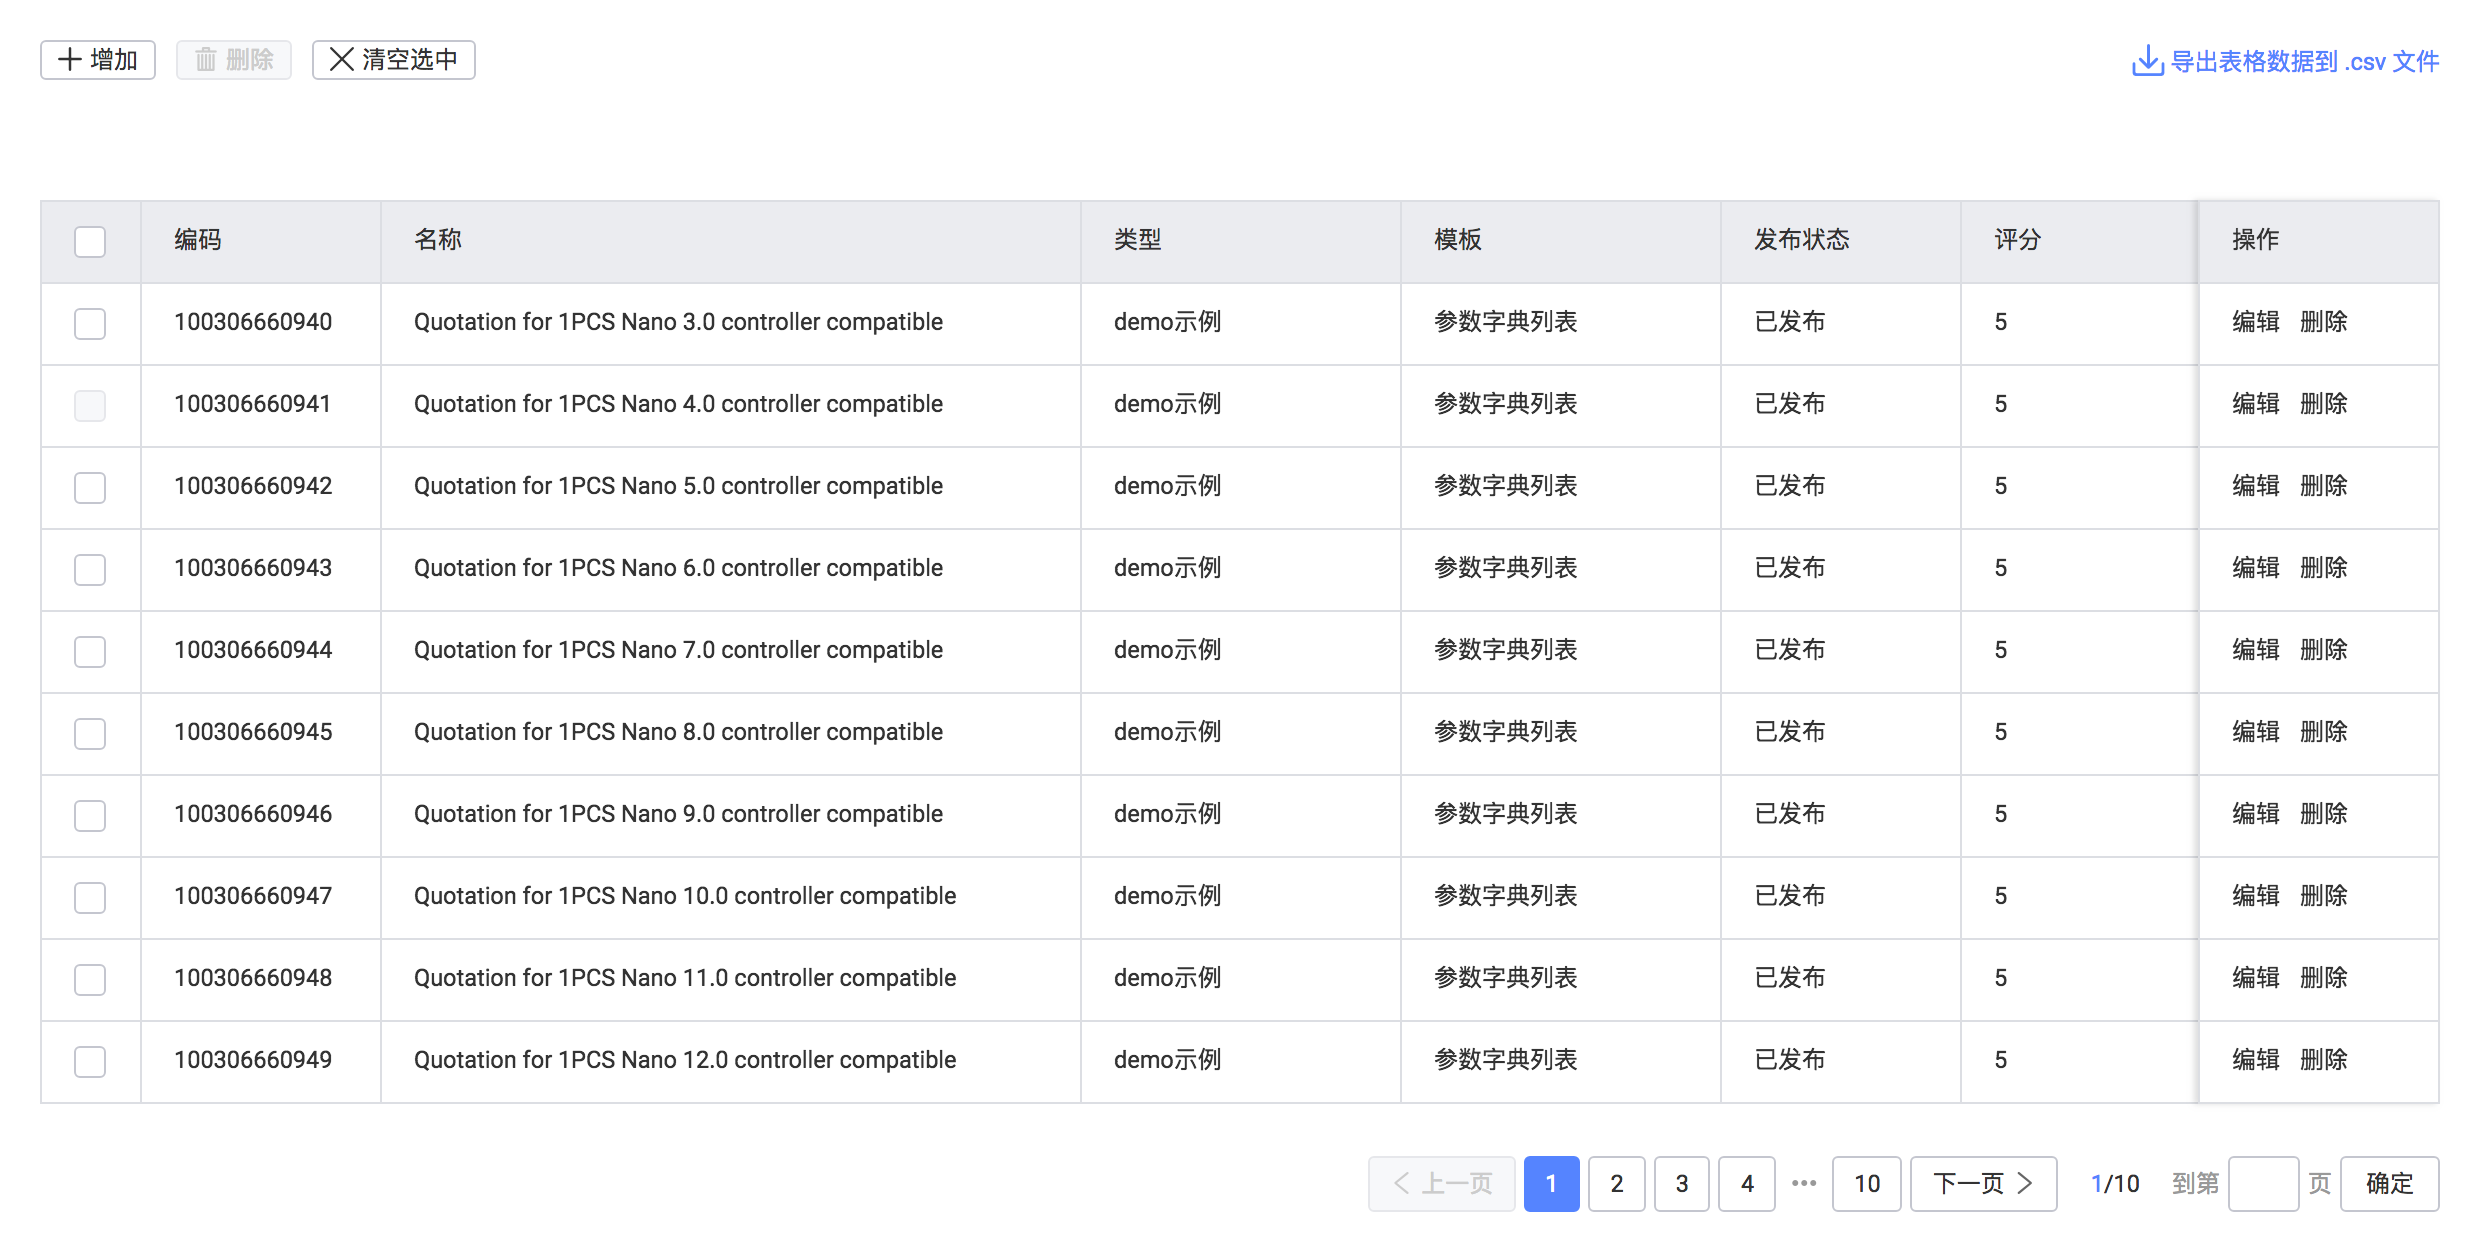 增加 删除 清空选中 导出表格数据到 .csv 文件
编码 名称 类型 模板 发布状态 评分 操作
100306660940 Quotation for 1PCS Nano 3.0 controller compatible demo示例 参数字典列表 已发布 5 编辑 删除
100306660941 Quotation for 1PCS Nano 4.0 controller compatible demo示例 参数字典列表 已发布 5 编辑 删除
100306660942 Quotation for 1PCS Nano 5.0 controller compatible demo示例 参数字典列表 已发布 5 编辑 删除
100306660943 Quotation for 1PCS Nano 6.0 controller compatible demo示例 参数字典列表 已发布 5 编辑 删除
100306660944 Quotation for 1PCS Nano 7.0 controller compatible demo示例 参数字典列表 已发布 5 编辑 删除
100306660945 Quotation for 1PCS Nano 8.0 controller compatible demo示例 参数字典列表 已发布 5 编辑 删除
100306660946 Quotation for 1PCS Nano 9.0 controller compatible demo示例 参数字典列表 已发布 5 编辑 删除
100306660947 Quotation for 1PCS Nano 10.0 controller compatible demo示例 参数字典列表 已发布 5 编辑 删除
100306660948 Quotation for 1PCS Nano 11.0 controller compatible demo示例 参数字典列表 已发布 5 编辑 删除
100306660949 Quotation for 1PCS Nano 12.0 controller compatible demo示例 参数字典列表 已发布 5 编辑 删除
上一页 1 2 3 4 ••• 10 下一页 1/10 到第 页 确定